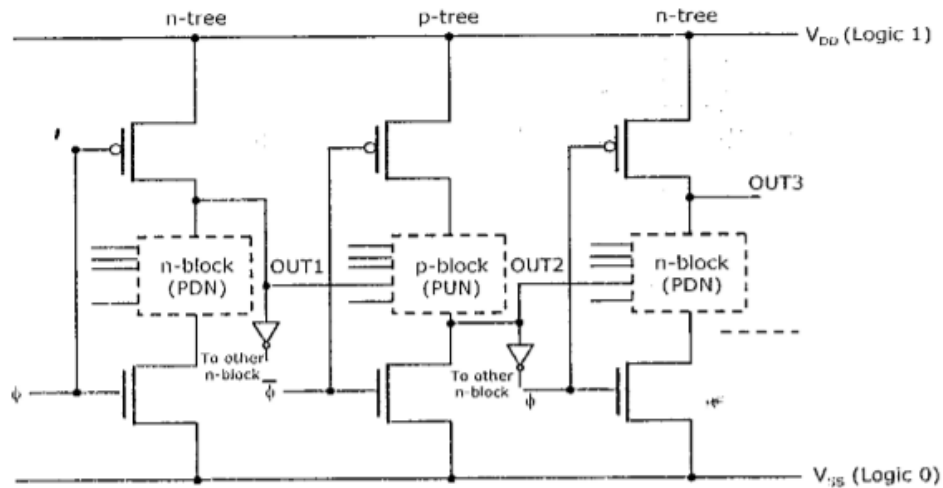 n-tree
p-tree
n-tree
V_DD (Logic 1)
OUT3
n-block
(PDN)
OUT1
p-block
(PUN)
OUT2
n-block
(PDN)
To other
n-block
To other
n-block
ϕ
ϕ̅
ϕ
V_SS (Logic 0)